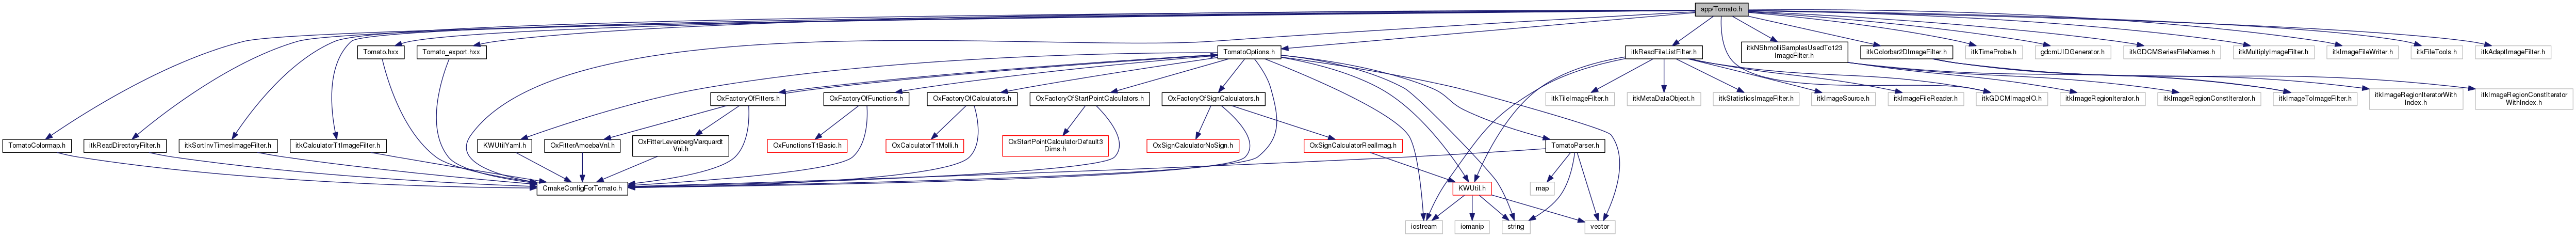 app/Tomato.h
Tomato.hxx
Tomato_export.hxx
TomatoOptions.h
itkReadFileListFilter.h
itkNShmolliSamplesUsedTo123
ImageFilter.h
itkColorbar2DImageFilter.h
itkTimeProbe.h
gdcmUIDGenerator.h
itkGDCMSeriesFileNames.h
itkMultiplyImageFilter.h
itkImageFileWriter.h
itkFileTools.h
itkAdaptImageFilter.h
OxFactoryOfFitters.h
OxFactoryOfFunctions.h
OxFactoryOfCalculators.h
OxFactoryOfStartPointCalculators.h
OxFactoryOfSignCalculators.h
itkTileImageFilter.h
itkMetaDataObject.h
itkStatisticsImageFilter.h
itkImageSource.h
itkImageFileReader.h
itkGDCMImageIO.h
itkImageRegionIterator.h
itkImageRegionConstIterator.h
itkImageToImageFilter.h
itkImageRegionIteratorWith
Index.h
itkImageRegionConstIterator
WithIndex.h
TomatoColormap.h
itkReadDirectoryFilter.h
itkSortInvTimesImageFilter.h
itkCalculatorT1ImageFilter.h
KWUtilYaml.h
OxFitterAmoebaVnl.h
OxFitterLevenbergMarquardt
Vnl.h
OxFunctionsT1Basic.h
OxCalculatorT1Molli.h
OxStartPointCalculatorDefault3
Dims.h
OxSignCalculatorNoSign.h
OxSignCalculatorRealImag.h
TomatoParser.h
CmakeConfigForTomato.h
KWUtil.h
map
iostream
iomanip
string
vector